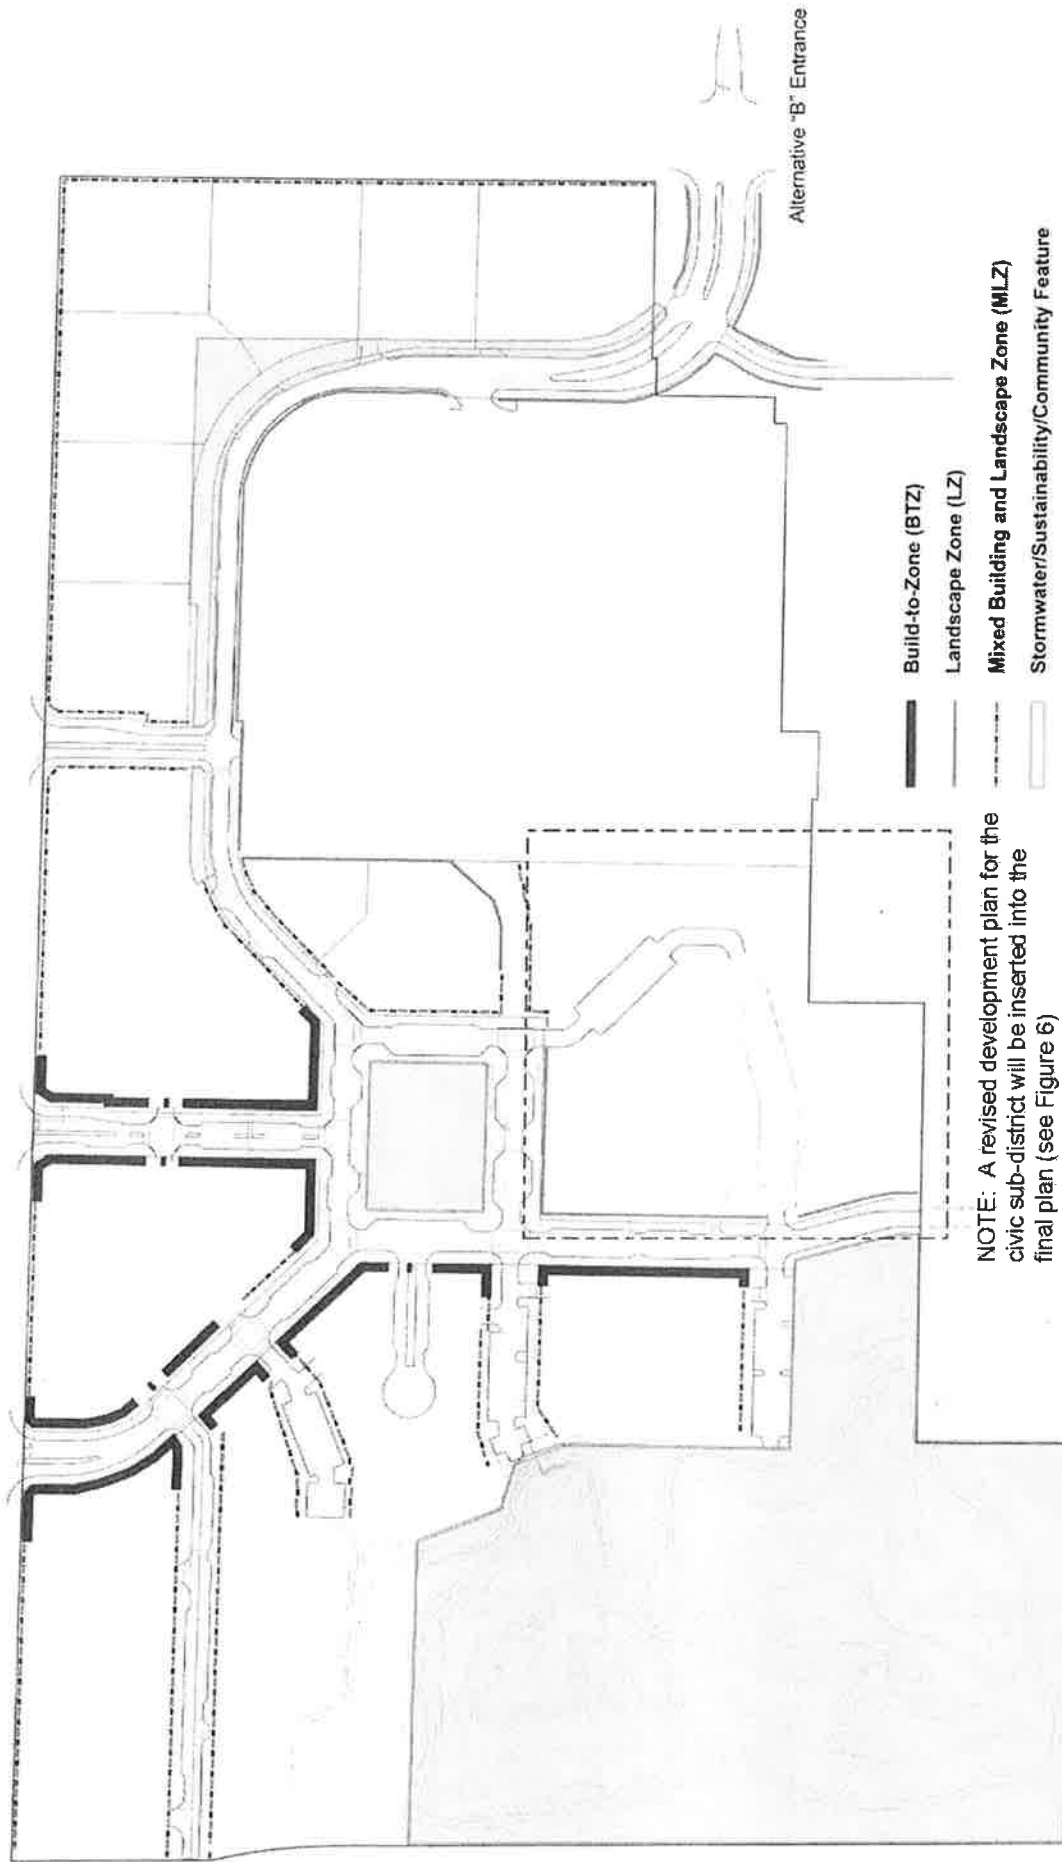 Alternative "B" Entrance
Build-to-Zone (BTZ)
Landscape Zone (LZ)
Mixed Building and Landscape Zone (MLZ)
Stormwater/Sustainability/Community Feature
NOTE: A revised development plan for the
civic sub-district will be inserted into the
final plan (see Figure 6)